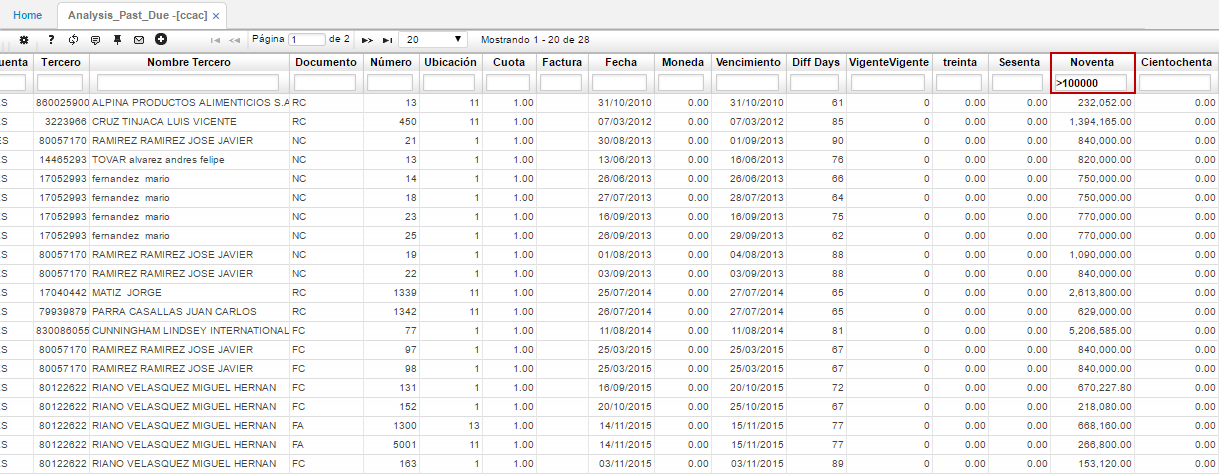 Home Analysis_Past_Due -[ccac] ×
Página 1 de 2 20 Mostrando 1 - 20 de 28
uenta Tercero Nombre Tercero Documento Número Ubicación Cuota Factura Fecha Moneda Vencimiento Diff Days VigenteVigente treinta Sesenta Noventa Cientochenta
>100000
ES 860025900 ALPINA PRODUCTOS ALIMENTICIOS S.A RC 13 11 1.00 31/10/2010 0.00 31/10/2010 61 0 0.00 0.00 232,052.00 0.00
ES 3223966 CRUZ TINJACA LUIS VICENTE RC 450 11 1.00 07/03/2012 0.00 07/03/2012 85 0 0.00 0.00 1,394,165.00 0.00
ES 80057170 RAMIREZ RAMIREZ JOSE JAVIER NC 21 1 1.00 30/08/2013 0.00 01/09/2013 90 0 0.00 0.00 840,000.00 0.00
ES 14465293 TOVAR alvarez andres felipe NC 13 1 1.00 13/06/2013 0.00 16/06/2013 76 0 0.00 0.00 820,000.00 0.00
ES 17052993 fernandez mario NC 14 1 1.00 26/06/2013 0.00 26/06/2013 66 0 0.00 0.00 750,000.00 0.00
ES 17052993 fernandez mario NC 18 1 1.00 27/07/2013 0.00 28/07/2013 64 0 0.00 0.00 750,000.00 0.00
ES 17052993 fernandez mario NC 23 1 1.00 16/09/2013 0.00 16/09/2013 75 0 0.00 0.00 770,000.00 0.00
ES 17052993 fernandez mario NC 25 1 1.00 26/09/2013 0.00 29/09/2013 62 0 0.00 0.00 770,000.00 0.00
ES 80057170 RAMIREZ RAMIREZ JOSE JAVIER NC 19 1 1.00 01/08/2013 0.00 04/08/2013 88 0 0.00 0.00 1,090,000.00 0.00
ES 80057170 RAMIREZ RAMIREZ JOSE JAVIER NC 22 1 1.00 03/09/2013 0.00 03/09/2013 88 0 0.00 0.00 840,000.00 0.00
ES 17040442 MATIZ JORGE RC 1339 11 1.00 25/07/2014 0.00 27/07/2014 65 0 0.00 0.00 2,613,800.00 0.00
ES 79939879 PARRA CASALLAS JUAN CARLOS RC 1342 11 1.00 26/07/2014 0.00 27/07/2014 65 0 0.00 0.00 629,000.00 0.00
ES 830086055 CUNNINGHAM LINDSEY INTERNATIONAL FC 77 1 1.00 11/08/2014 0.00 11/08/2014 81 0 0.00 0.00 5,206,585.00 0.00
ES 80057170 RAMIREZ RAMIREZ JOSE JAVIER FC 97 1 1.00 25/03/2015 0.00 25/03/2015 67 0 0.00 0.00 840,000.00 0.00
ES 80057170 RAMIREZ RAMIREZ JOSE JAVIER FC 98 1 1.00 25/03/2015 0.00 25/03/2015 67 0 0.00 0.00 840,000.00 0.00
ES 80122622 RIANO VELASQUEZ MIGUEL HERNAN FC 131 1 1.00 16/09/2015 0.00 20/10/2015 72 0 0.00 0.00 670,227.80 0.00
ES 80122622 RIANO VELASQUEZ MIGUEL HERNAN FC 152 1 1.00 20/10/2015 0.00 25/10/2015 67 0 0.00 0.00 218,080.00 0.00
ES 80122622 RIANO VELASQUEZ MIGUEL HERNAN FA 1300 13 1.00 14/11/2015 0.00 15/11/2015 77 0 0.00 0.00 668,160.00 0.00
ES 80122622 RIANO VELASQUEZ MIGUEL HERNAN FA 5001 11 1.00 14/11/2015 0.00 15/11/2015 77 0 0.00 0.00 266,800.00 0.00
ES 80122622 RIANO VELASQUEZ MIGUEL HERNAN FC 163 1 1.00 03/11/2015 0.00 03/11/2015 89 0 0.00 0.00 153,120.00 0.00